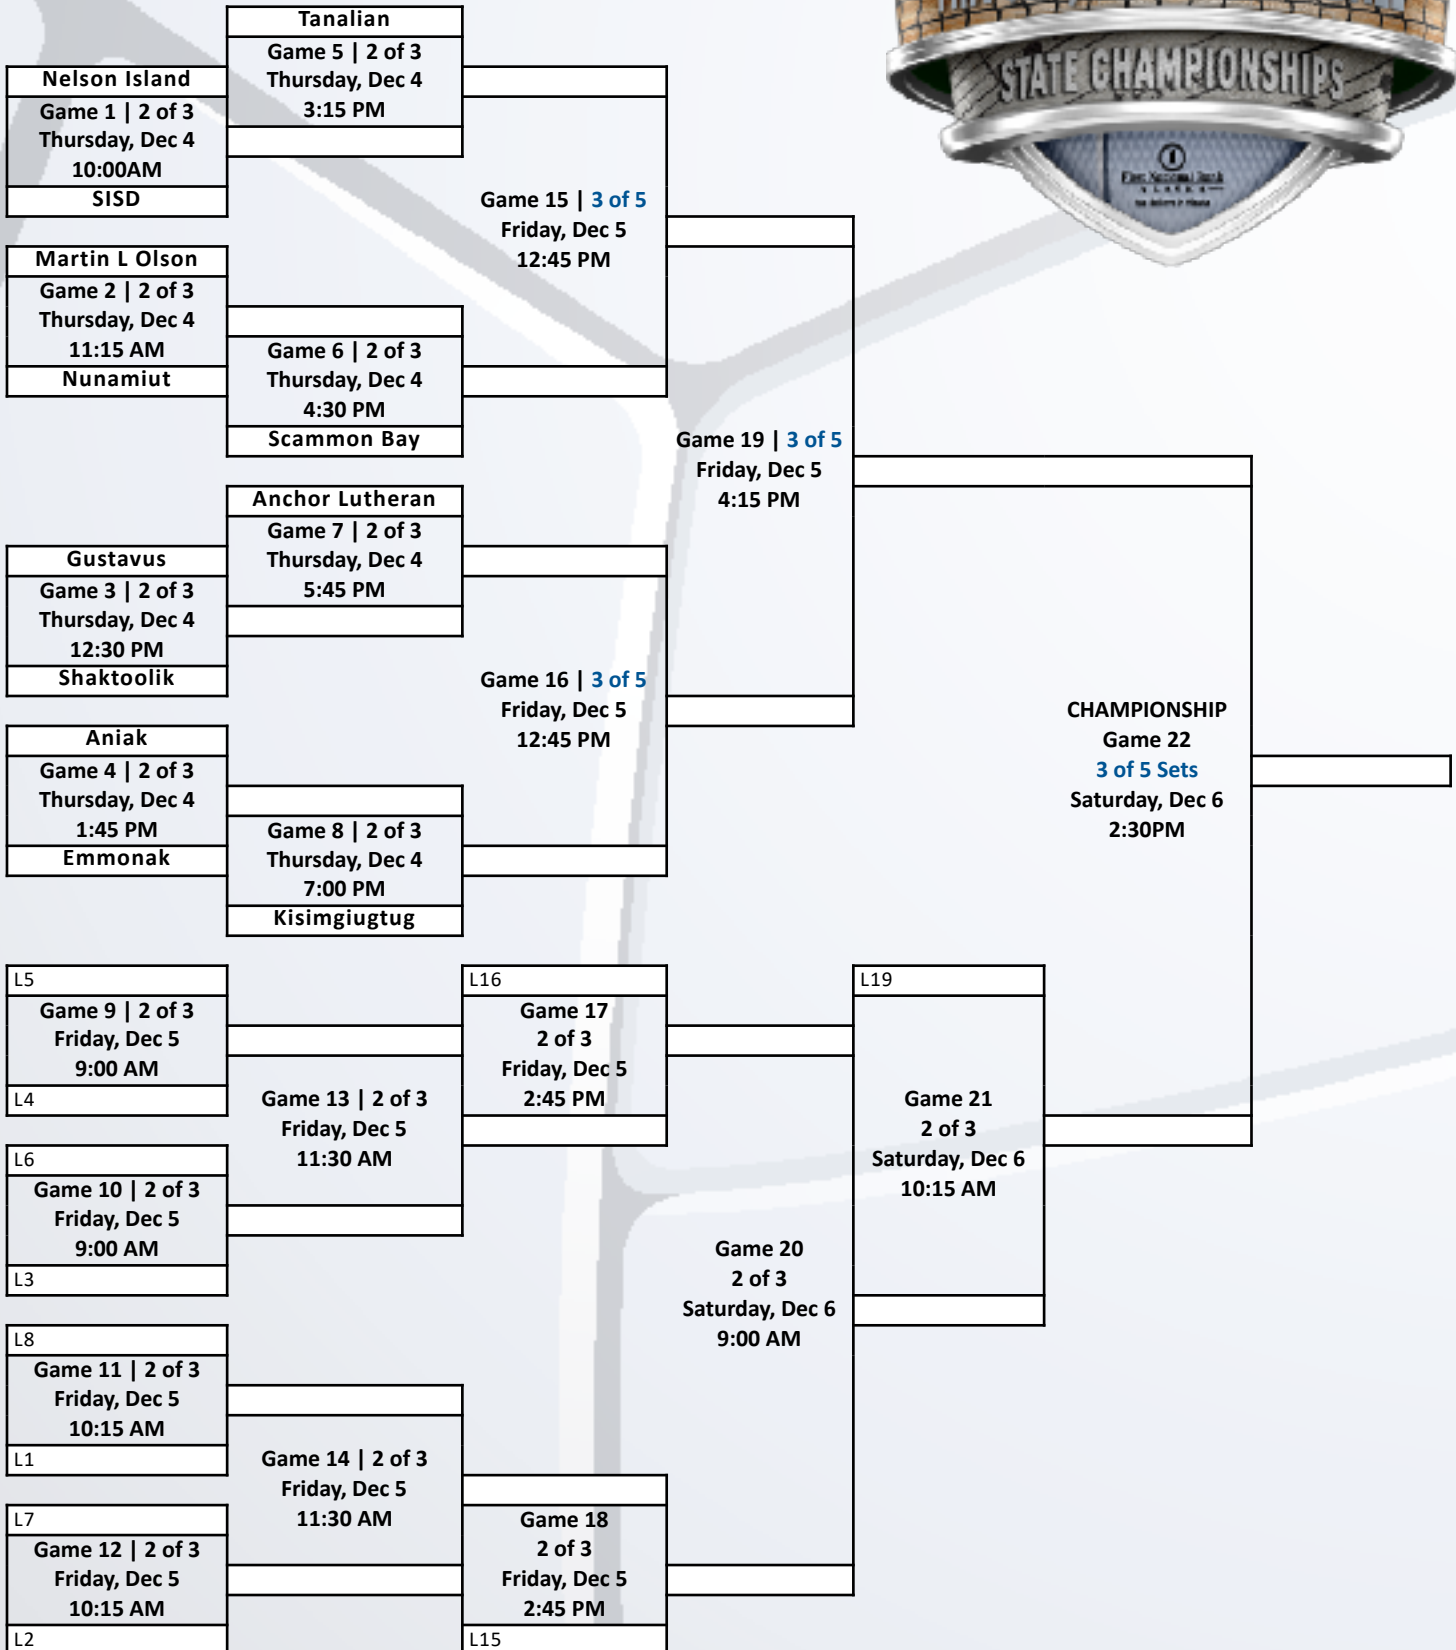 STATE CHAMPIONSHIPS
First National Bank
ALASKA
Tanalian
Game 5 | 2 of 3
Thursday, Dec 4
3:15 PM
Nelson Island
Game 1 | 2 of 3
Thursday, Dec 4
10:00AM
SISD
Game 15 | 3 of 5
Friday, Dec 5
12:45 PM
Martin L Olson
Game 2 | 2 of 3
Thursday, Dec 4
11:15 AM
Nunamiut
Game 6 | 2 of 3
Thursday, Dec 4
4:30 PM
Scammon Bay
Game 19 | 3 of 5
Friday, Dec 5
4:15 PM
Anchor Lutheran
Game 7 | 2 of 3
Thursday, Dec 4
5:45 PM
Gustavus
Game 3 | 2 of 3
Thursday, Dec 4
12:30 PM
Shaktoolik
Game 16 | 3 of 5
Friday, Dec 5
12:45 PM
CHAMPIONSHIP
Game 22
3 of 5 Sets
Saturday, Dec 6
2:30PM
Aniak
Game 4 | 2 of 3
Thursday, Dec 4
1:45 PM
Emmonak
Game 8 | 2 of 3
Thursday, Dec 4
7:00 PM
Kisimgiugtug
L5
Game 9 | 2 of 3
Friday, Dec 5
9:00 AM
L4
L16
Game 17
2 of 3
Friday, Dec 5
2:45 PM
L19
Game 13 | 2 of 3
Friday, Dec 5
11:30 AM
Game 21
2 of 3
Saturday, Dec 6
10:15 AM
L6
Game 10 | 2 of 3
Friday, Dec 5
9:00 AM
L3
Game 20
2 of 3
Saturday, Dec 6
9:00 AM
L8
Game 11 | 2 of 3
Friday, Dec 5
10:15 AM
L1
Game 14 | 2 of 3
Friday, Dec 5
11:30 AM
L7
Game 12 | 2 of 3
Friday, Dec 5
10:15 AM
L2
Game 18
2 of 3
Friday, Dec 5
2:45 PM
L15